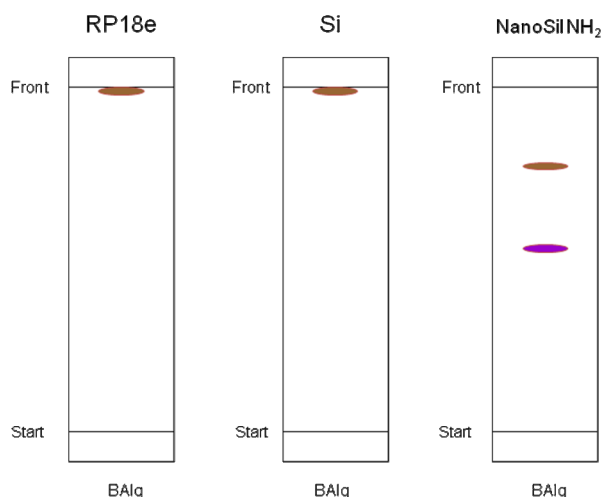 RP18e
Si
NanoSilNH₂
Front
Front
Front
Start
Start
Start
BAlq
BAlq
BAlq